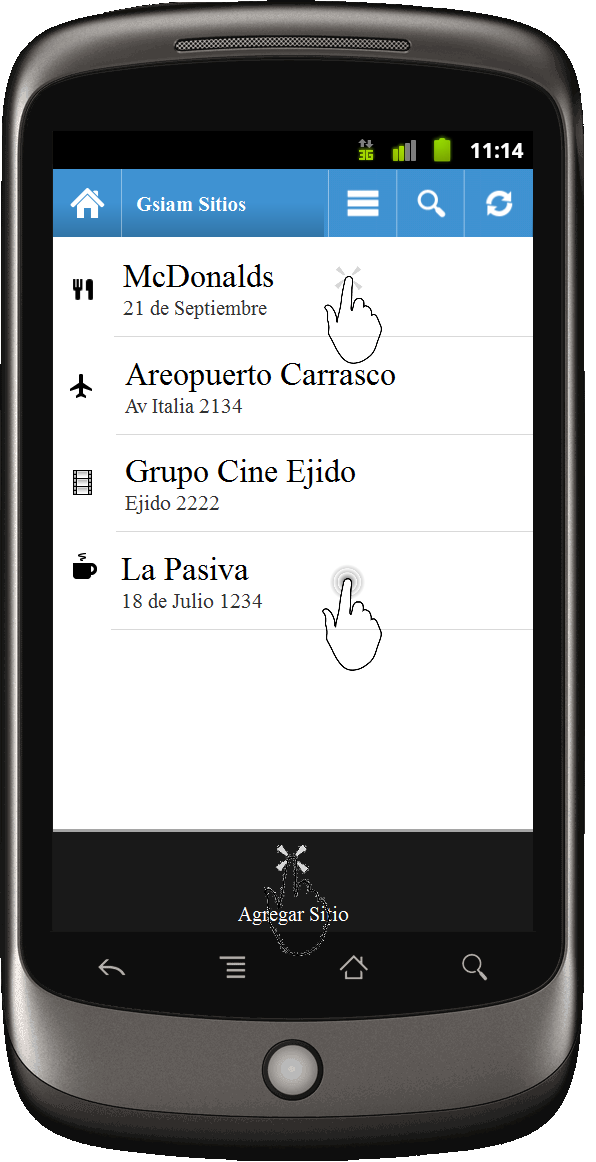 3G 11:14
Gsiam Sitios
McDonalds
21 de Septiembre
Areopuerto Carrasco
Av Italia 2134
Grupo Cine Ejido
Ejido 2222
La Pasiva
18 de Julio 1234
Agregar Sitio